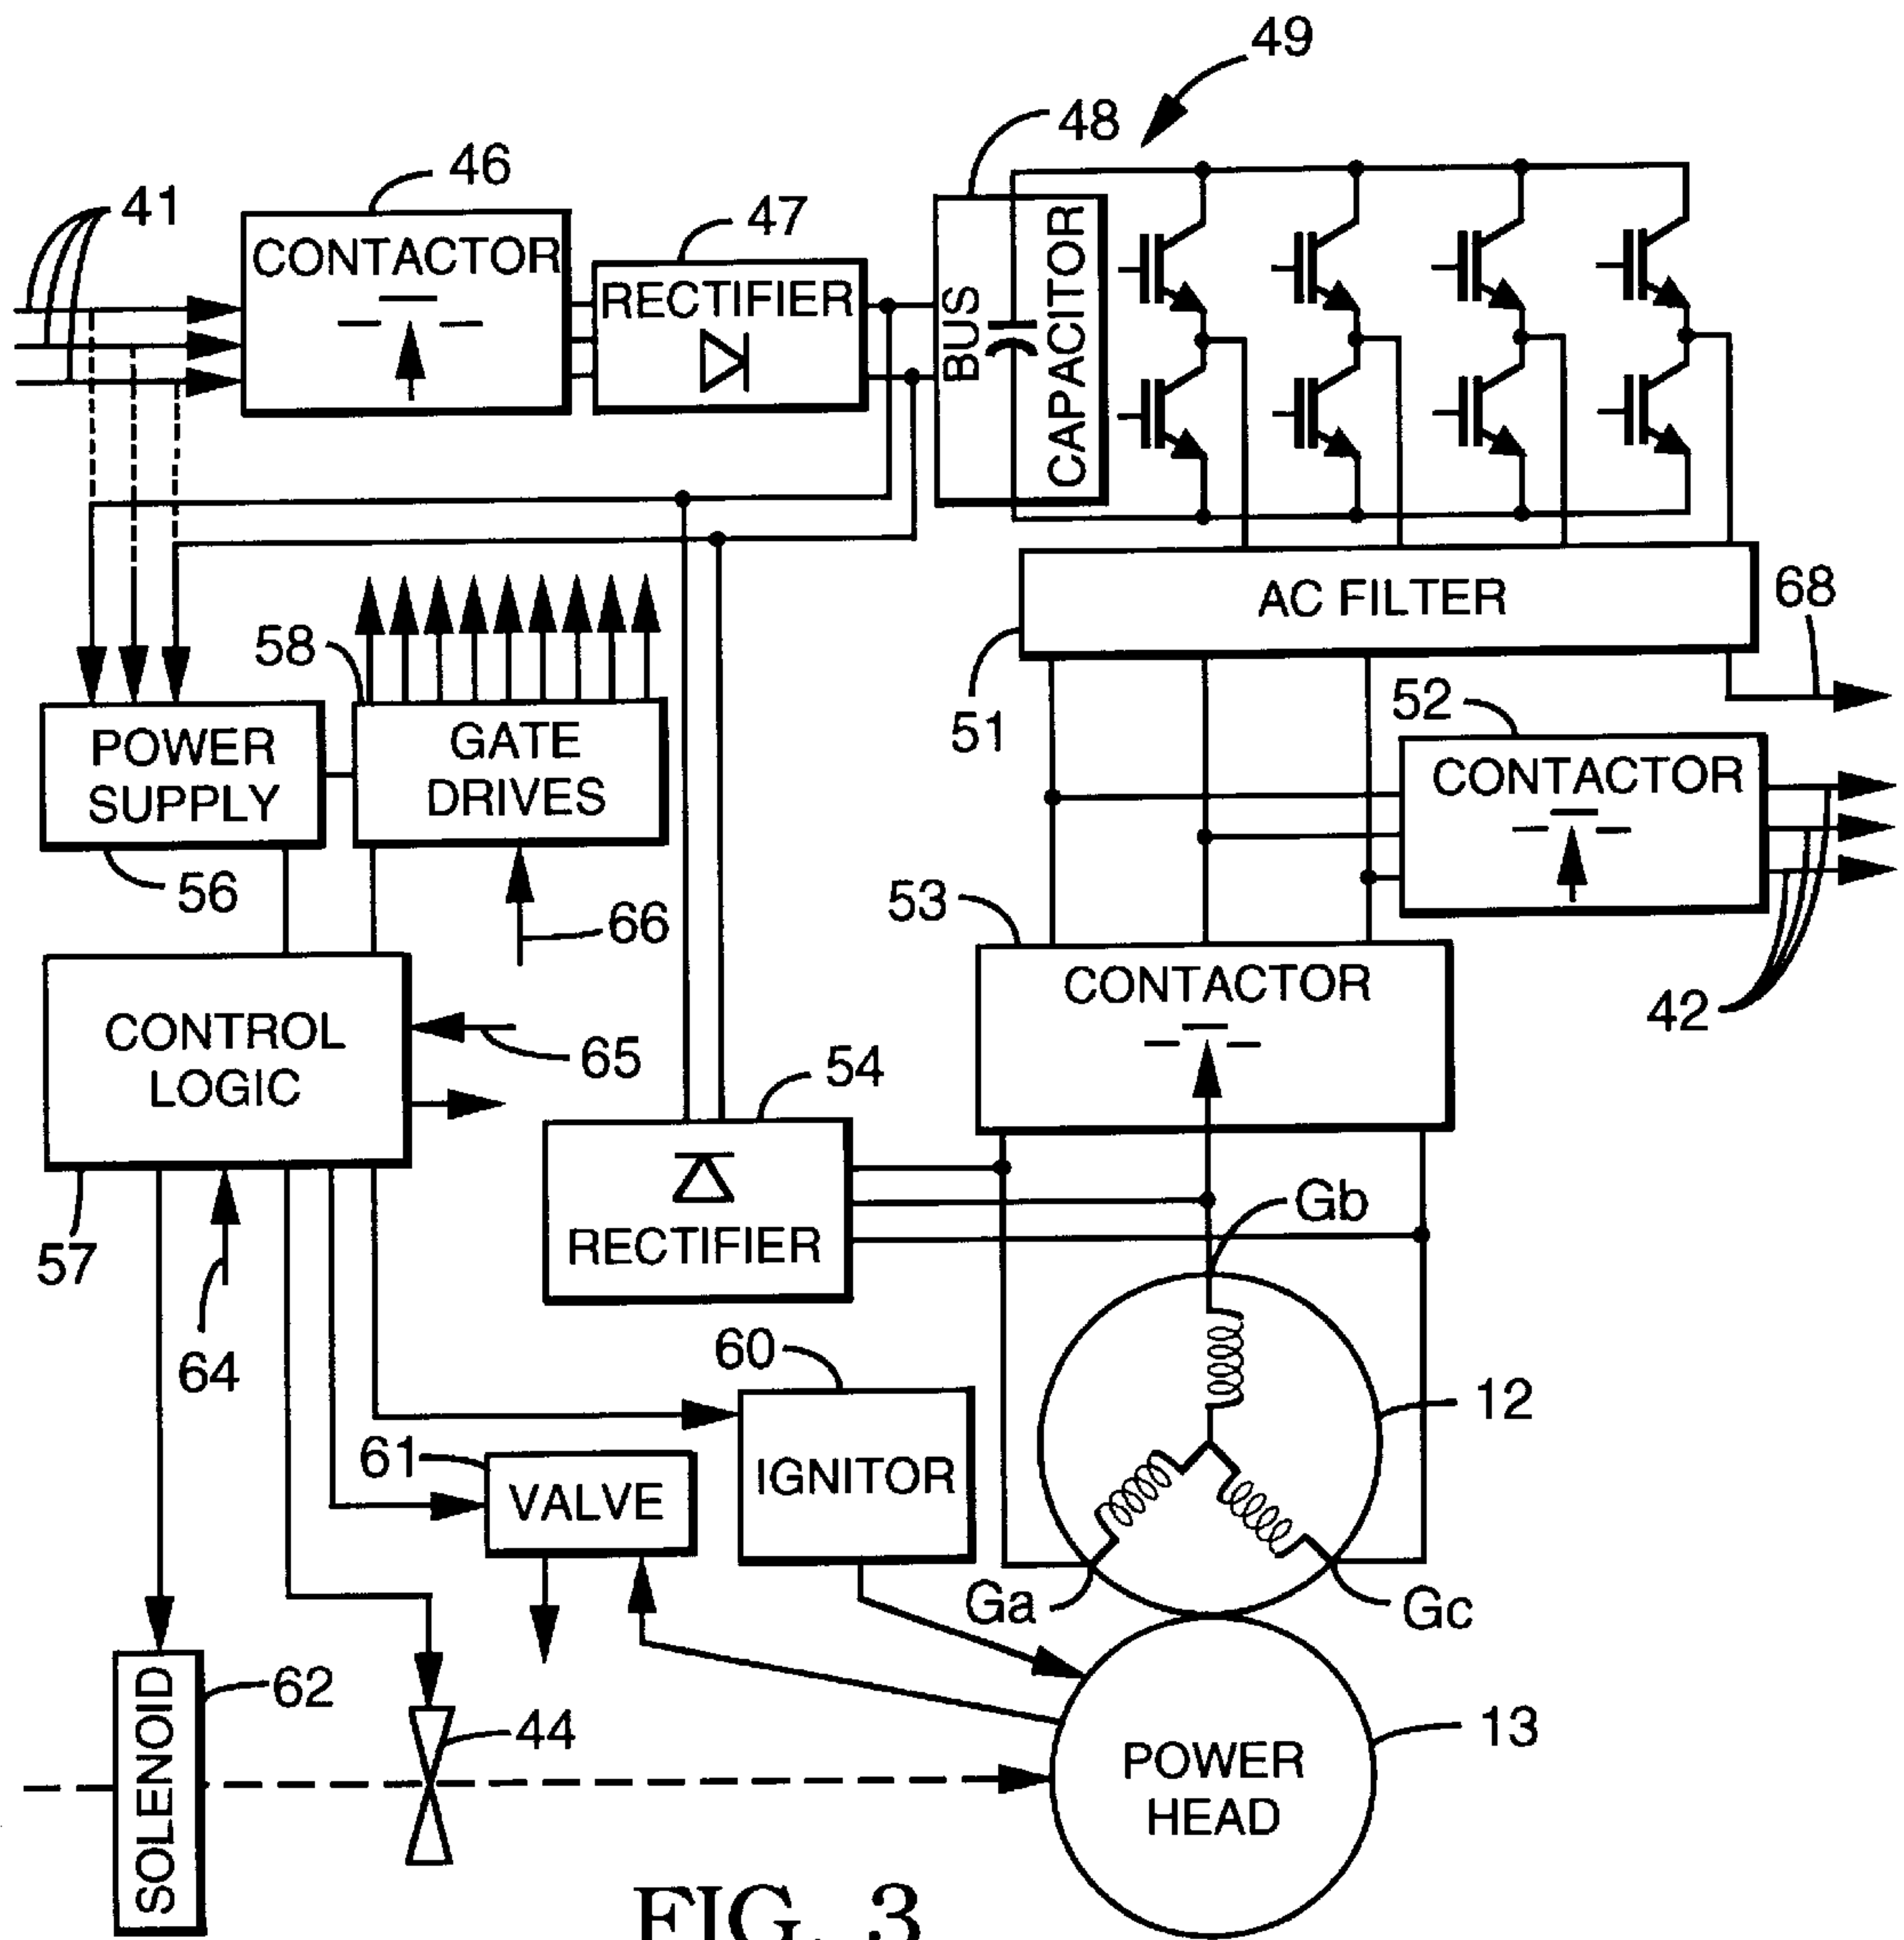 49
48
46
41
47
CONTACTOR
RECTIFIER
BUS
CAPACITOR
AC FILTER
68
58
51
52
POWER
SUPPLY
GATE
DRIVES
CONTACTOR
56
66
53
42
CONTROL
LOGIC
65
CONTACTOR
54
57
64
RECTIFIER
Gb
60
12
61
VALVE
IGNITOR
Ga
Gc
SOLENOID
62
44
13
POWER
HEAD
FIG. 3